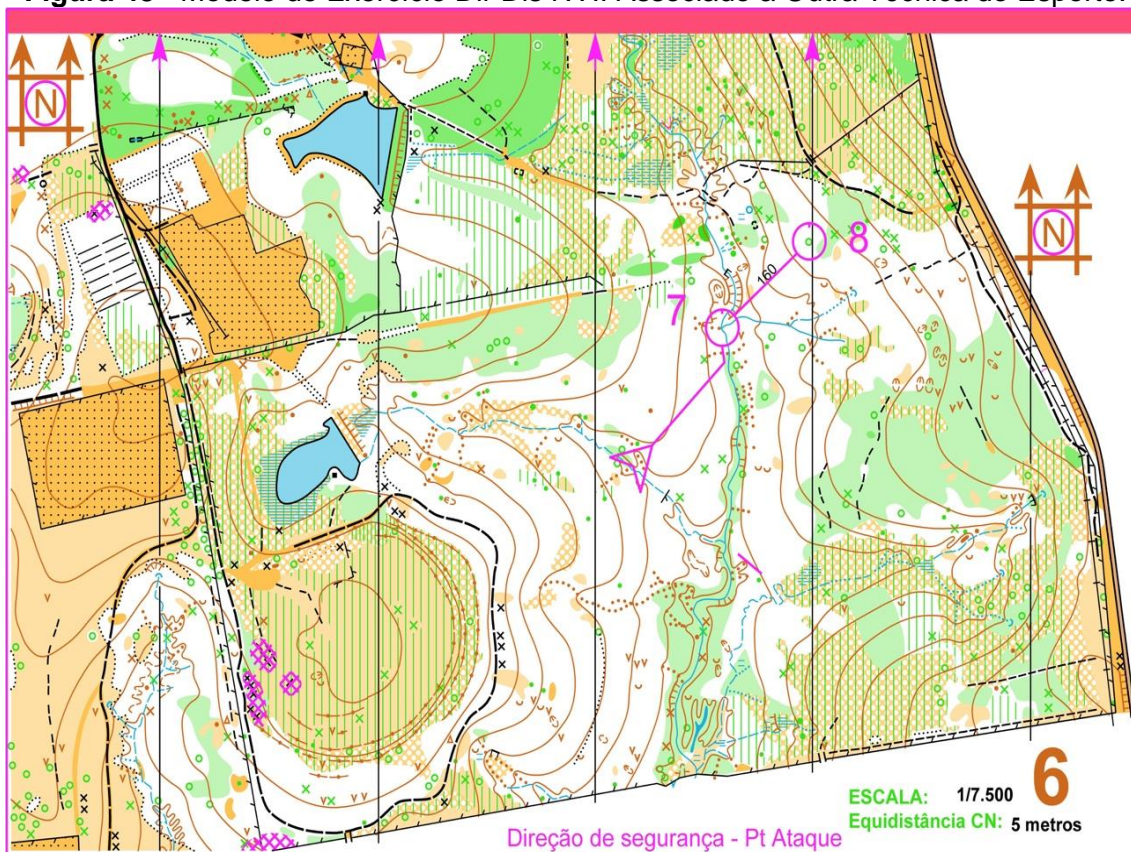 N
N
8
160
7
6
ESCALA: 1/7.500
Equidistância CN: 5 metros
Direção de segurança - Pt Ataque